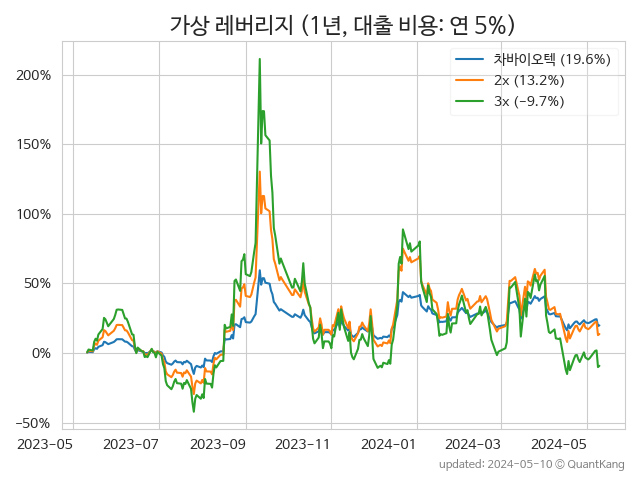 가상 레버리지 (1년, 대출 비용: 연 5%)
차바이오텍 (19.6%)
2x (13.2%)
3x (−9.7%)
200%
150%
100%
50%
0%
−50%
2023-05
2023-07
2023-09
2023-11
2024-01
2024-03
2024-05
updated: 2024-05-10 © QuantKang